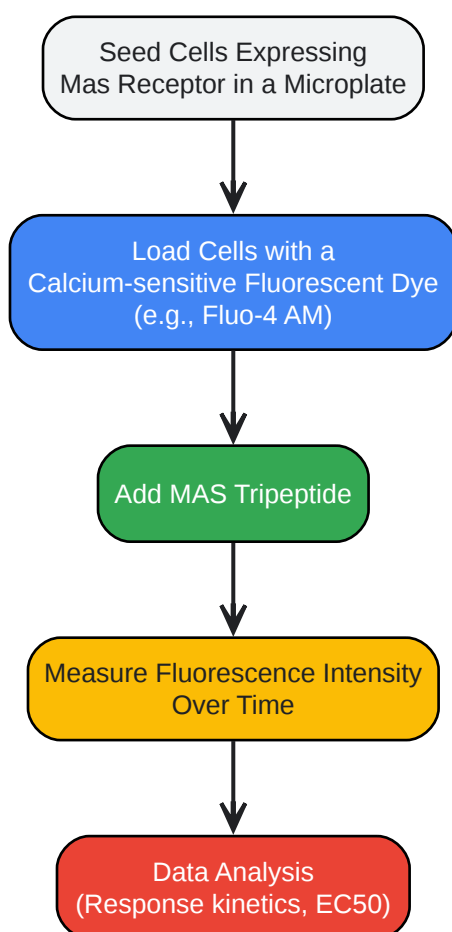 Seed Cells Expressing
Mas Receptor in a Microplate
Load Cells with a
Calcium-sensitive Fluorescent Dye
(e.g., Fluo-4 AM)
Add MAS Tripeptide
Measure Fluorescence Intensity
Over Time
Data Analysis
(Response kinetics, EC50)